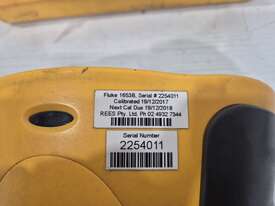 Fluke 1653B, Serial # 2254011
Calibrated 19/12/2017
Next Cal Due 19/12/2018
REES Pty. Ltd. Ph 02 4932 7344
Serial Number
2254011